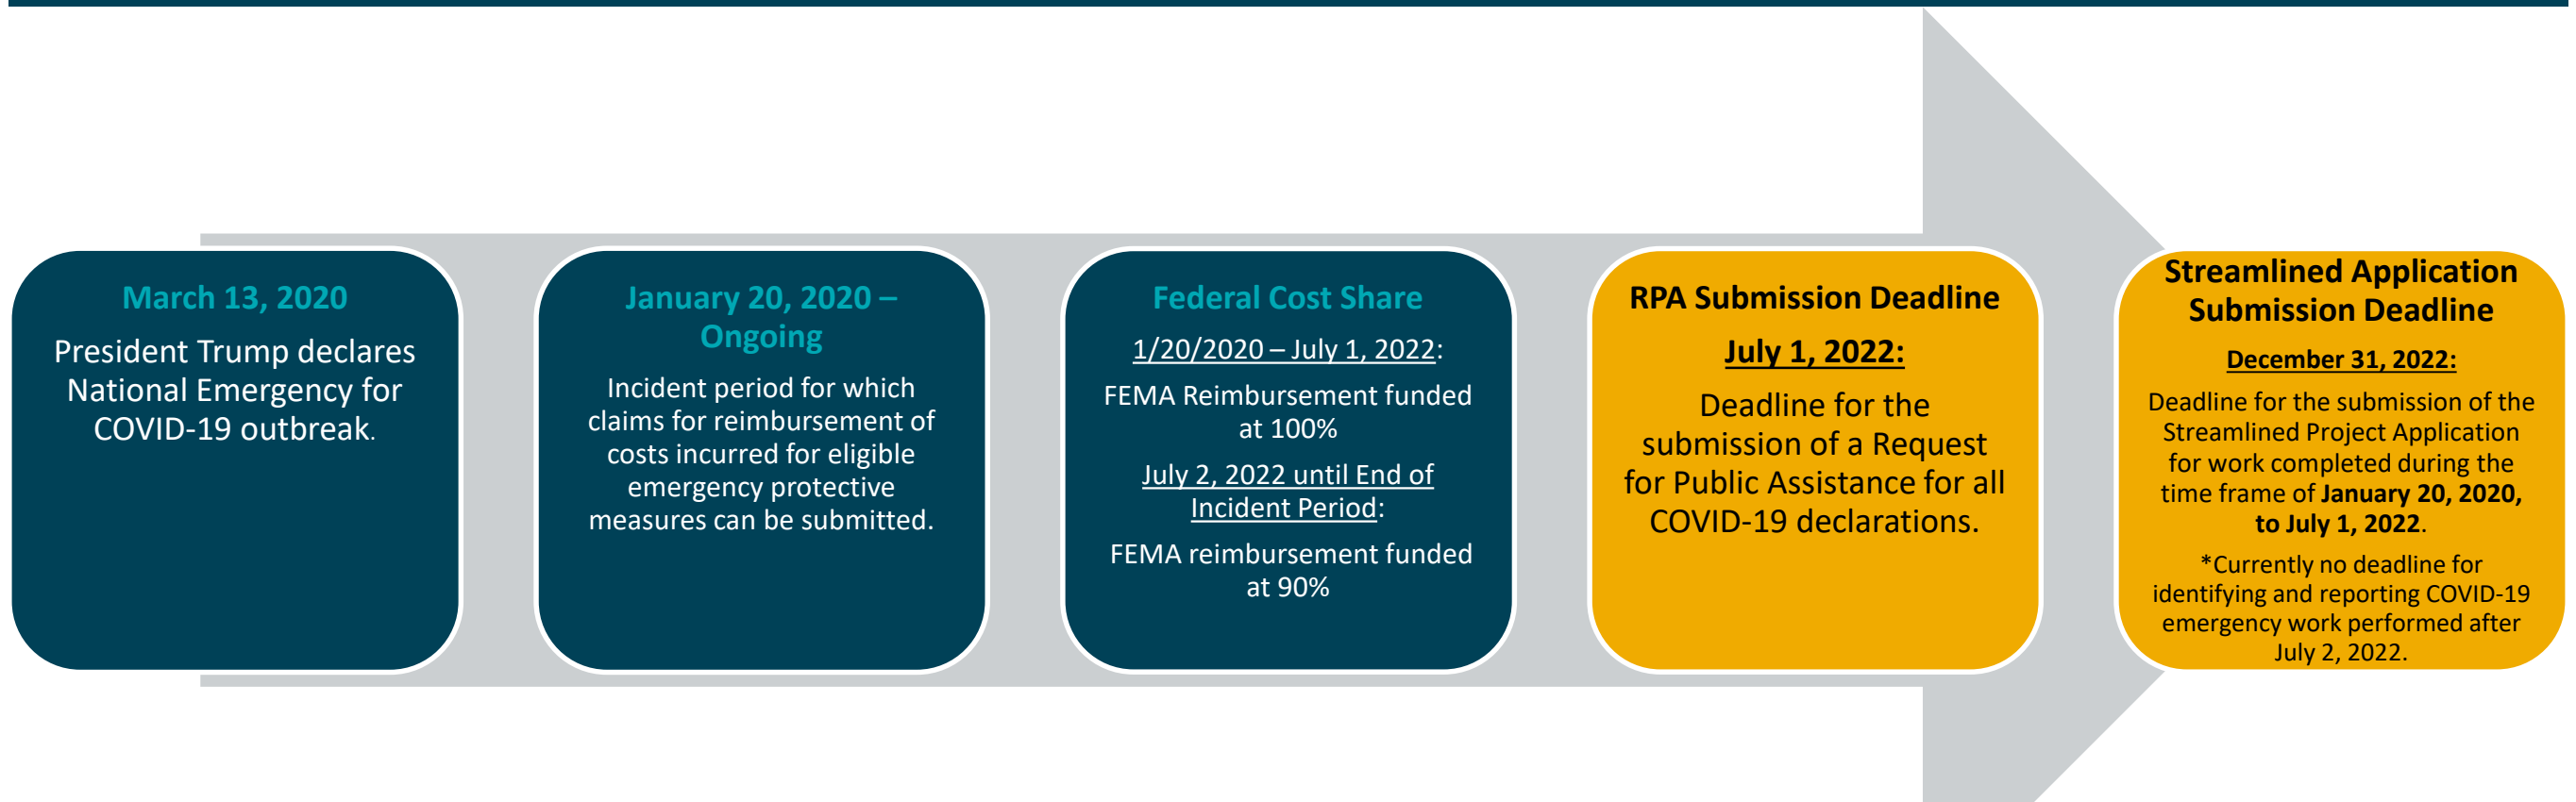 March 13, 2020
President Trump declares
National Emergency for
COVID-19 outbreak.
January 20, 2020 –
Ongoing
Incident period for which
claims for reimbursement of
costs incurred for eligible
emergency protective
measures can be submitted.
Federal Cost Share
1/20/2020 – July 1, 2022:
FEMA Reimbursement funded
at 100%
July 2, 2022 until End of
Incident Period:
FEMA reimbursement funded
at 90%
RPA Submission Deadline
July 1, 2022:
Deadline for the
submission of a Request
for Public Assistance for all
COVID-19 declarations.
Streamlined Application
Submission Deadline
December 31, 2022:
Deadline for the submission of the
Streamlined Project Application
for work completed during the
time frame of January 20, 2020,
to July 1, 2022.
*Currently no deadline for
identifying and reporting COVID-19
emergency work performed after
July 2, 2022.